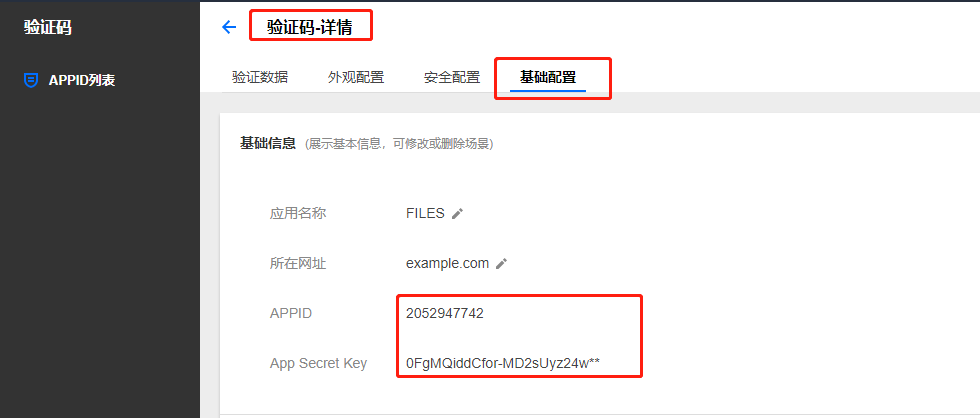 验证码
APPID列表
验证码-详情
验证数据 外观配置 安全配置 基础配置
基础信息 (展示基本信息，可修改或删除场景)
应用名称 FILES
所在网址 example.com
APPID 2052947742
App Secret Key 0FgMQiddCfor-MD2sUyz24w**